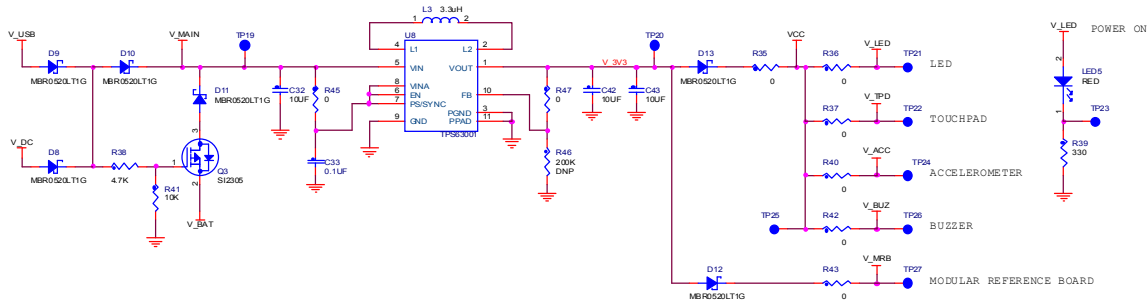 L3 3.3uH
1 2
U8
V_USB D9 D10 V_MAIN TP19 4 L1 L2 2 TP20 D13 R35 VCC R36 V_LED TP21 LED V_LED POWER ON
MBR0520LT1G MBR0520LT1G 5 VIN VOUT 1 V_3V3 MBR0520LT1G 0 0
D11
MBR0520LT1G
C32
10UF
R45
0
8 VINA
6 EN
7 PS/SYNC
9 GND
FB 10
PGND 3
PPAD 11
TPS63001
R47
0
C42
10UF
C43
10UF
2
LED5
RED
1
TP23
R39
330
R37 V_TPD TP22 TOUCHPAD
0
3
V_DC D8 R38 1 Q3
MBR0520LT1G 4.7K SI2305
R41
10K
2
V_BAT
C33
0.1UF
R46
200K
DNP
R40 V_ACC TP24 ACCELEROMETER
0
TP25 R42 V_BUZ TP26 BUZZER
0
D12 R43 V_MRB TP27 MODULAR REFERENCE BOARD
MBR0520LT1G 0